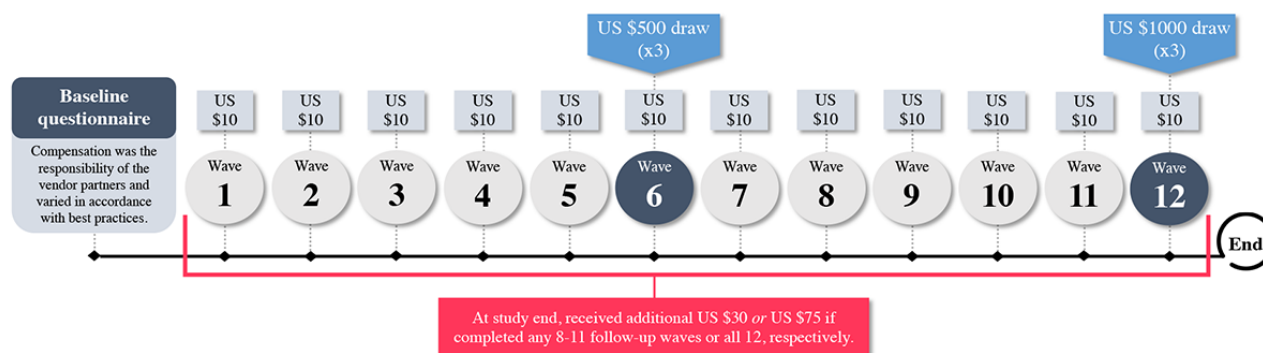 US $500 draw
(x3)
US $1000 draw
(x3)
Baseline
questionnaire
Compensation was the
responsibility of the
vendor partners and
varied in accordance
with best practices.
US
$10
US
$10
US
$10
US
$10
US
$10
US
$10
US
$10
US
$10
US
$10
US
$10
US
$10
US
$10
Wave
1
Wave
2
Wave
3
Wave
4
Wave
5
Wave
6
Wave
7
Wave
8
Wave
9
Wave
10
Wave
11
Wave
12
End
At study end, received additional US $30 or US $75 if
completed any 8-11 follow-up waves or all 12, respectively.